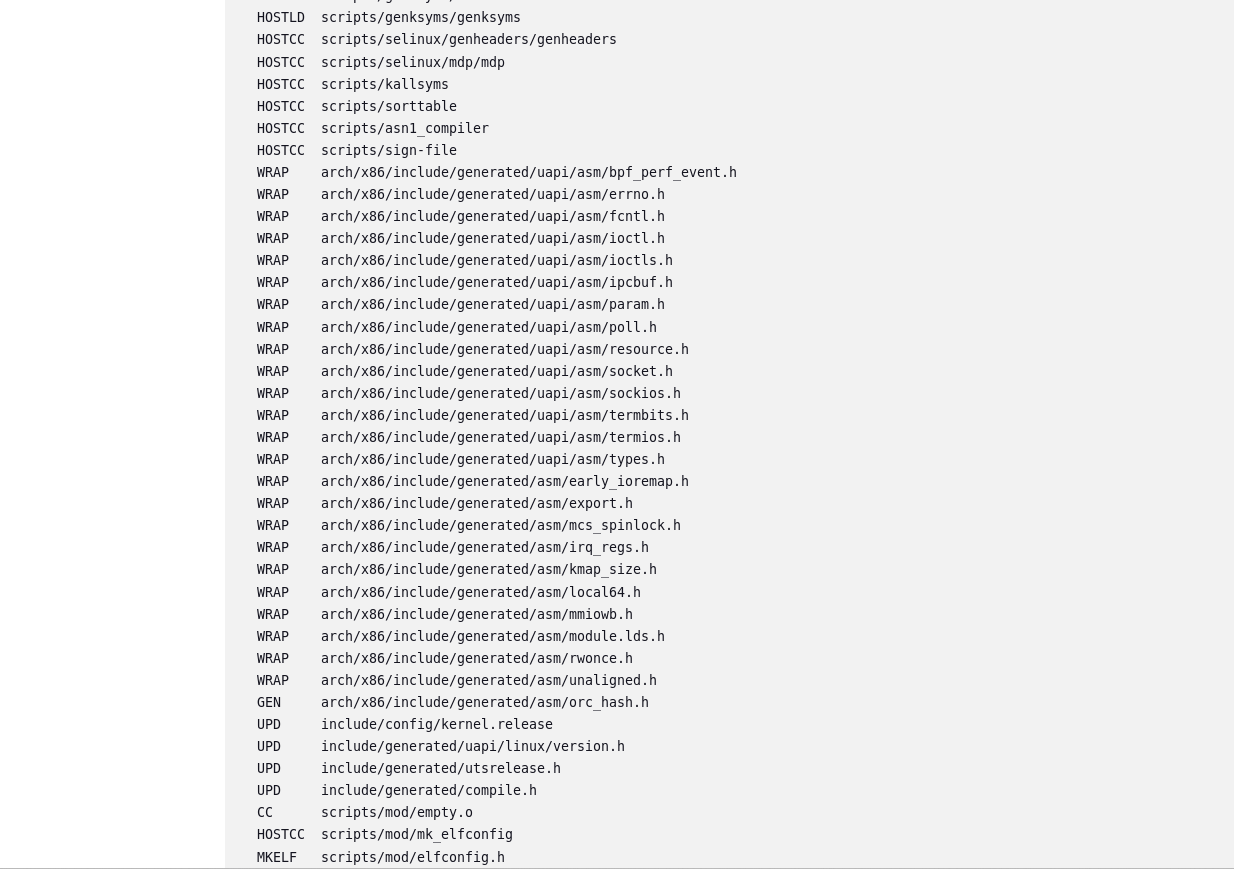 HOSTLD  scripts/genksyms/genksyms
HOSTCC  scripts/selinux/genheaders/genheaders
HOSTCC  scripts/selinux/mdp/mdp
HOSTCC  scripts/kallsyms
HOSTCC  scripts/sorttable
HOSTCC  scripts/asn1_compiler
HOSTCC  scripts/sign-file
WRAP    arch/x86/include/generated/uapi/asm/bpf_perf_event.h
WRAP    arch/x86/include/generated/uapi/asm/errno.h
WRAP    arch/x86/include/generated/uapi/asm/fcntl.h
WRAP    arch/x86/include/generated/uapi/asm/ioctl.h
WRAP    arch/x86/include/generated/uapi/asm/ioctls.h
WRAP    arch/x86/include/generated/uapi/asm/ipcbuf.h
WRAP    arch/x86/include/generated/uapi/asm/param.h
WRAP    arch/x86/include/generated/uapi/asm/poll.h
WRAP    arch/x86/include/generated/uapi/asm/resource.h
WRAP    arch/x86/include/generated/uapi/asm/socket.h
WRAP    arch/x86/include/generated/uapi/asm/sockios.h
WRAP    arch/x86/include/generated/uapi/asm/termbits.h
WRAP    arch/x86/include/generated/uapi/asm/termios.h
WRAP    arch/x86/include/generated/uapi/asm/types.h
WRAP    arch/x86/include/generated/asm/early_ioremap.h
WRAP    arch/x86/include/generated/asm/export.h
WRAP    arch/x86/include/generated/asm/mcs_spinlock.h
WRAP    arch/x86/include/generated/asm/irq_regs.h
WRAP    arch/x86/include/generated/asm/kmap_size.h
WRAP    arch/x86/include/generated/asm/local64.h
WRAP    arch/x86/include/generated/asm/mmiowb.h
WRAP    arch/x86/include/generated/asm/module.lds.h
WRAP    arch/x86/include/generated/asm/rwonce.h
WRAP    arch/x86/include/generated/asm/unaligned.h
GEN     arch/x86/include/generated/asm/orc_hash.h
UPD     include/config/kernel.release
UPD     include/generated/uapi/linux/version.h
UPD     include/generated/utsrelease.h
UPD     include/generated/compile.h
CC      scripts/mod/empty.o
HOSTCC  scripts/mod/mk_elfconfig
MKELF   scripts/mod/elfconfig.h